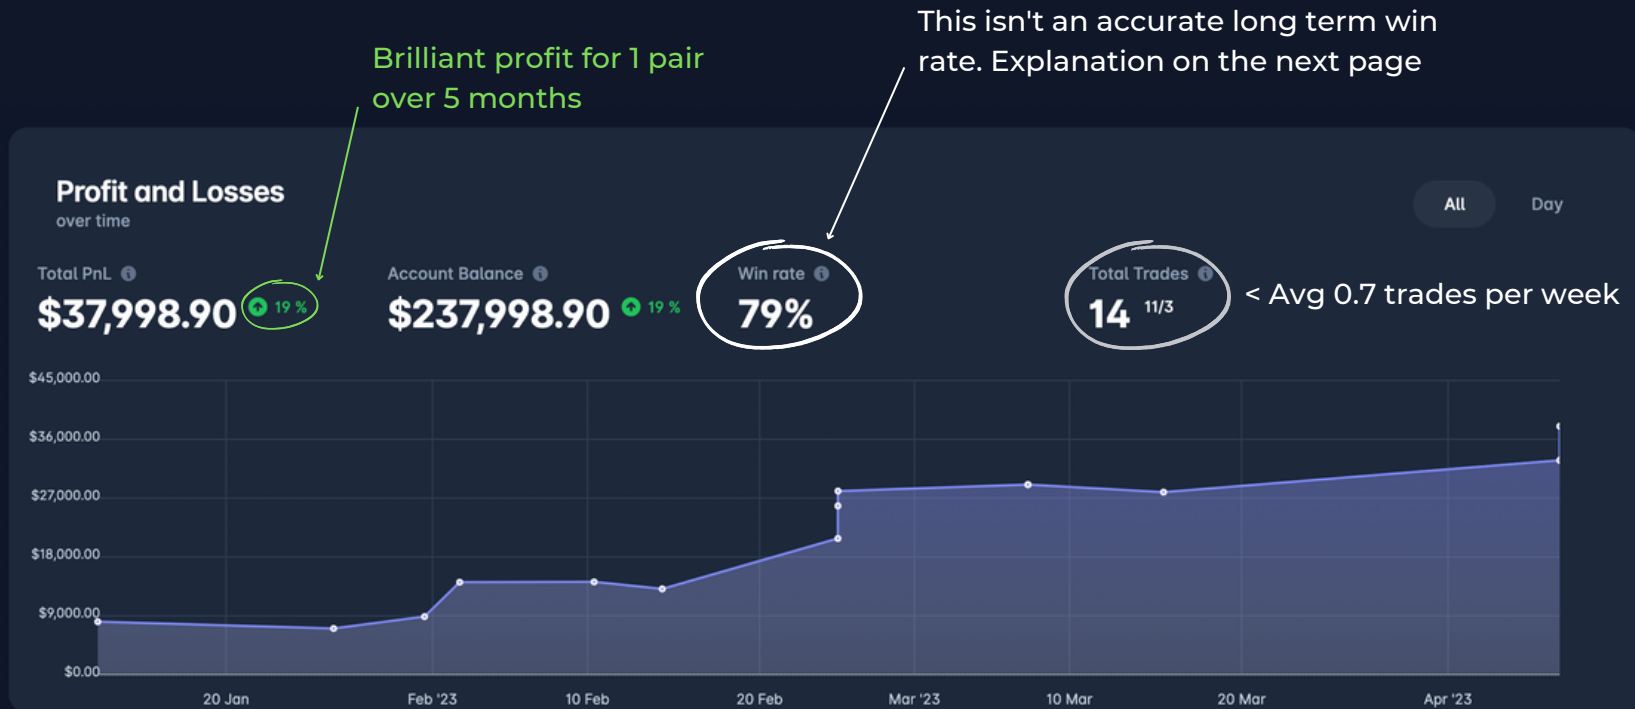 This isn't an accurate long term win
rate. Explanation on the next page
Brilliant profit for 1 pair
over 5 months
Profit and Losses
over time
All
Day
Total PnL
$37,998.90 19 %
Account Balance
$237,998.90 19 %
Win rate
79%
Total Trades
14 11/3
< Avg 0.7 trades per week
$45,000.00
$36,000.00
$27,000.00
$18,000.00
$9,000.00
$0.00
20 Jan
Feb '23
10 Feb
20 Feb
Mar '23
10 Mar
20 Mar
Apr '23